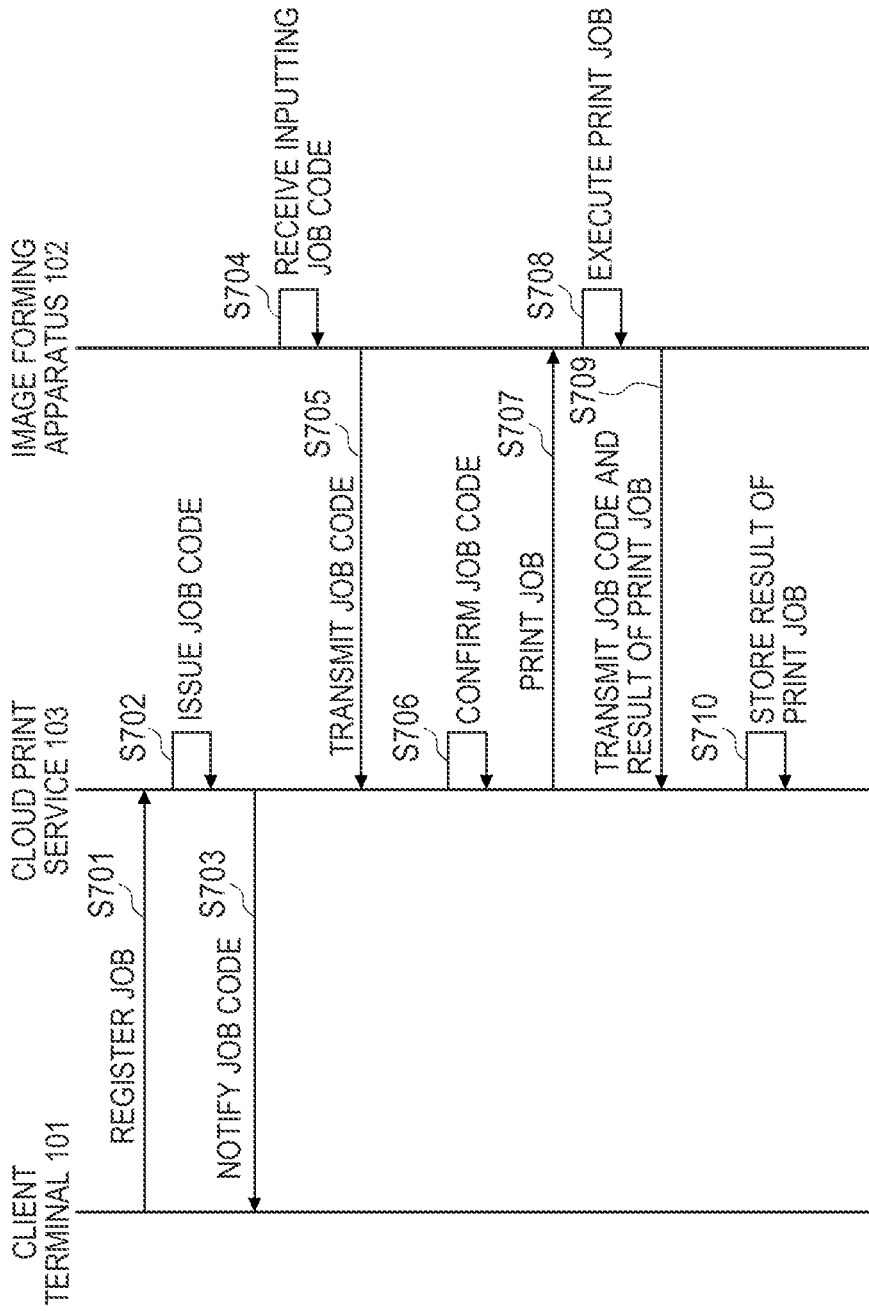 CLIENT
TERMINAL 101
CLOUD PRINT
SERVICE 103
IMAGE FORMING
APPARATUS 102
S701
REGISTER JOB
S702
ISSUE JOB CODE
S703
NOTIFY JOB CODE
S704
RECEIVE INPUTTING
JOB CODE
S705
TRANSMIT JOB CODE
S706
CONFIRM JOB CODE
S707
PRINT JOB
S708
EXECUTE PRINT JOB
S709
TRANSMIT JOB CODE AND
RESULT OF PRINT JOB
S710
STORE RESULT OF
PRINT JOB